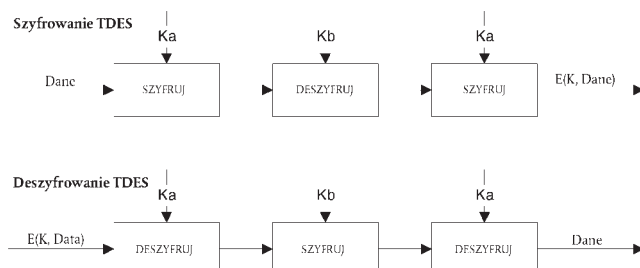 Szyfrowanie TDES
Ka Kb Ka
Dane SZYFRUJ DESZYFRUJ SZYFRUJ E(K, Dane)
Deszyfrowanie TDES
Ka Kb Ka
E(K, Data) DESZYFRUJ SZYFRUJ DESZYFRUJ Dane